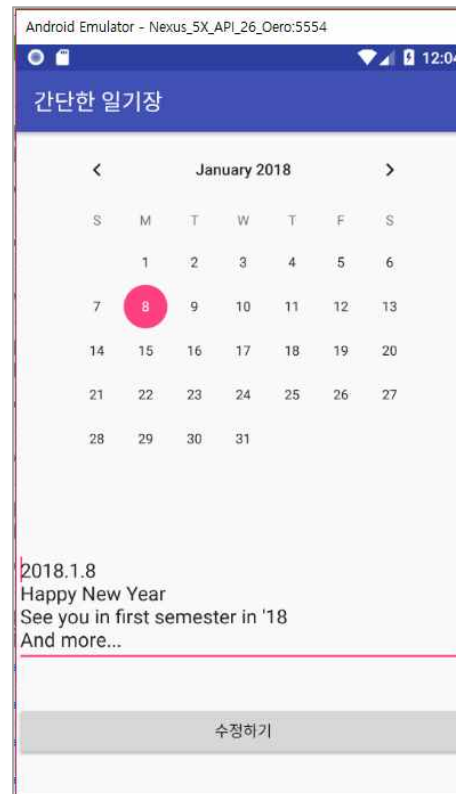 Android Emulator - Nexus_5X_API_26_Oero:5554
12:04
간단한 일기장
January 2018
S M T W T F S
1 2 3 4 5 6
7 8 9 10 11 12 13
14 15 16 17 18 19 20
21 22 23 24 25 26 27
28 29 30 31
2018.1.8
Happy New Year
See you in first semester in '18
And more...
수정하기